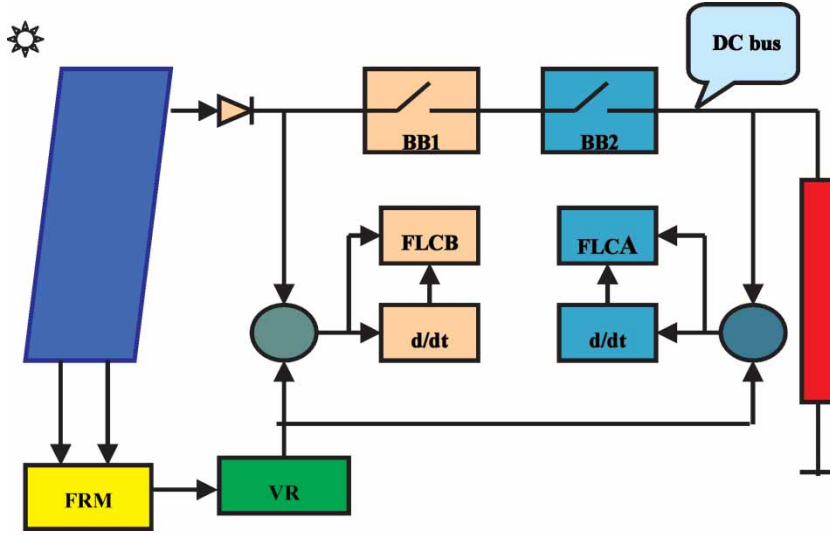 DC bus
BB1
BB2
FLCB
FLCA
d/dt
d/dt
FRM
VR